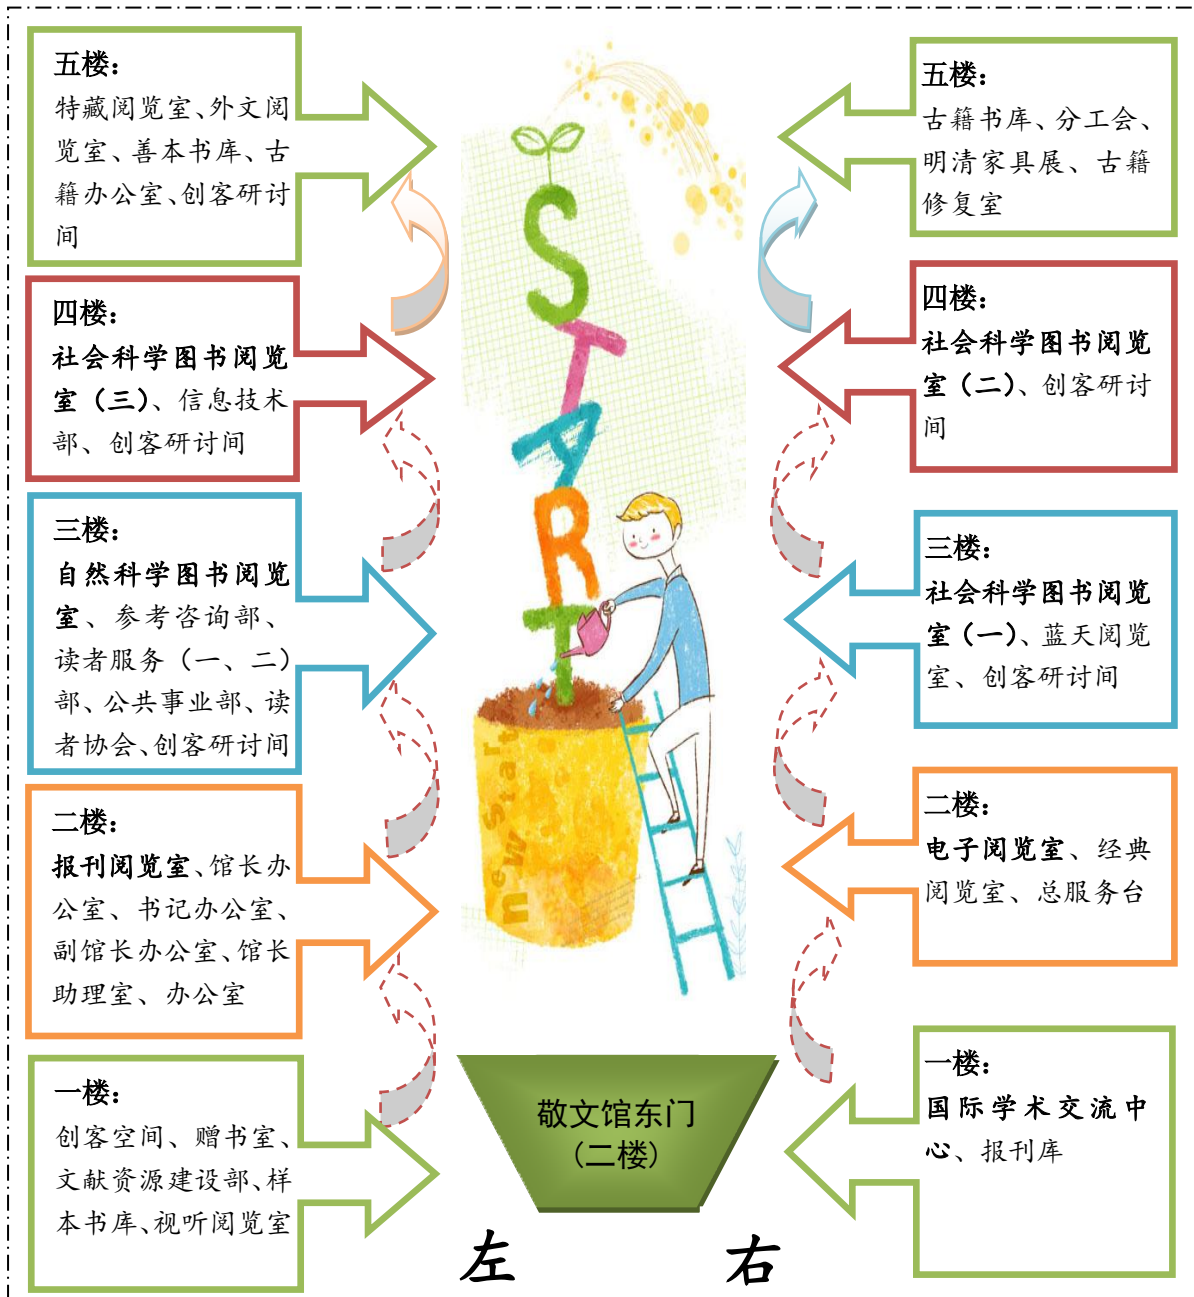 五楼：
特藏阅览室、外文阅
览室、善本书库、古
籍办公室、创客研讨
间
四楼：
社会科学图书阅览
室（三）、信息技术
部、创客研讨间
三楼：
自然科学图书阅览
室、参考咨询部、
读者服务（一、二）
部、公共事业部、读
者协会、创客研讨间
二楼：
报刊阅览室、馆长办
公室、书记办公室、
副馆长办公室、馆长
助理室、办公室
一楼：
创客空间、赠书室、
文献资源建设部、样
本书库、视听阅览室
START
new Start
敬文馆东门
（二楼）
左
右
五楼：
古籍书库、分工会、
明清家具展、古籍
修复室
四楼：
社会科学图书阅览
室（二）、创客研讨
间
三楼：
社会科学图书阅览
室（一）、蓝天阅览
室、创客研讨间
二楼：
电子阅览室、经典
阅览室、总服务台
一楼：
国际学术交流中
心、报刊库